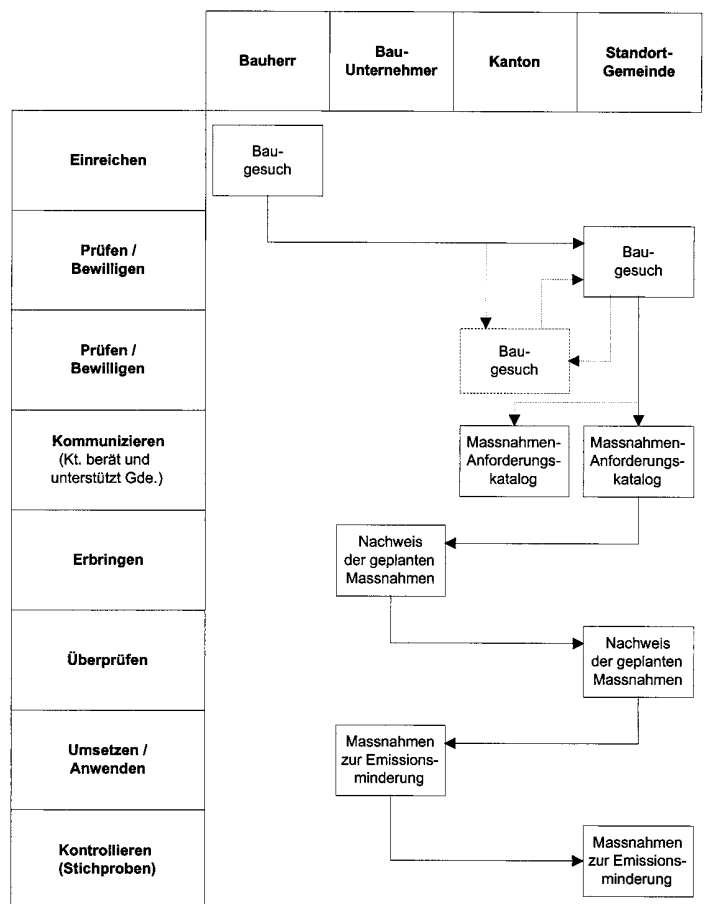 Bauherr
Bau-
Unternehmer
Kanton
Standort-
Gemeinde
Einreichen
Bau-
gesuch
Prüfen /
Bewilligen
Bau-
gesuch
Prüfen /
Bewilligen
Bau-
gesuch
Kommunizieren
(Kt. berät und
unterstützt Gde.)
Massnahmen-
Anforderungs-
katalog
Massnahmen-
Anforderungs-
katalog
Erbringen
Nachweis
der geplanten
Massnahmen
Überprüfen
Nachweis
der geplanten
Massnahmen
Umsetzen /
Anwenden
Massnahmen
zur Emissions-
minderung
Kontrollieren
(Stichproben)
Massnahmen
zur Emissions-
minderung